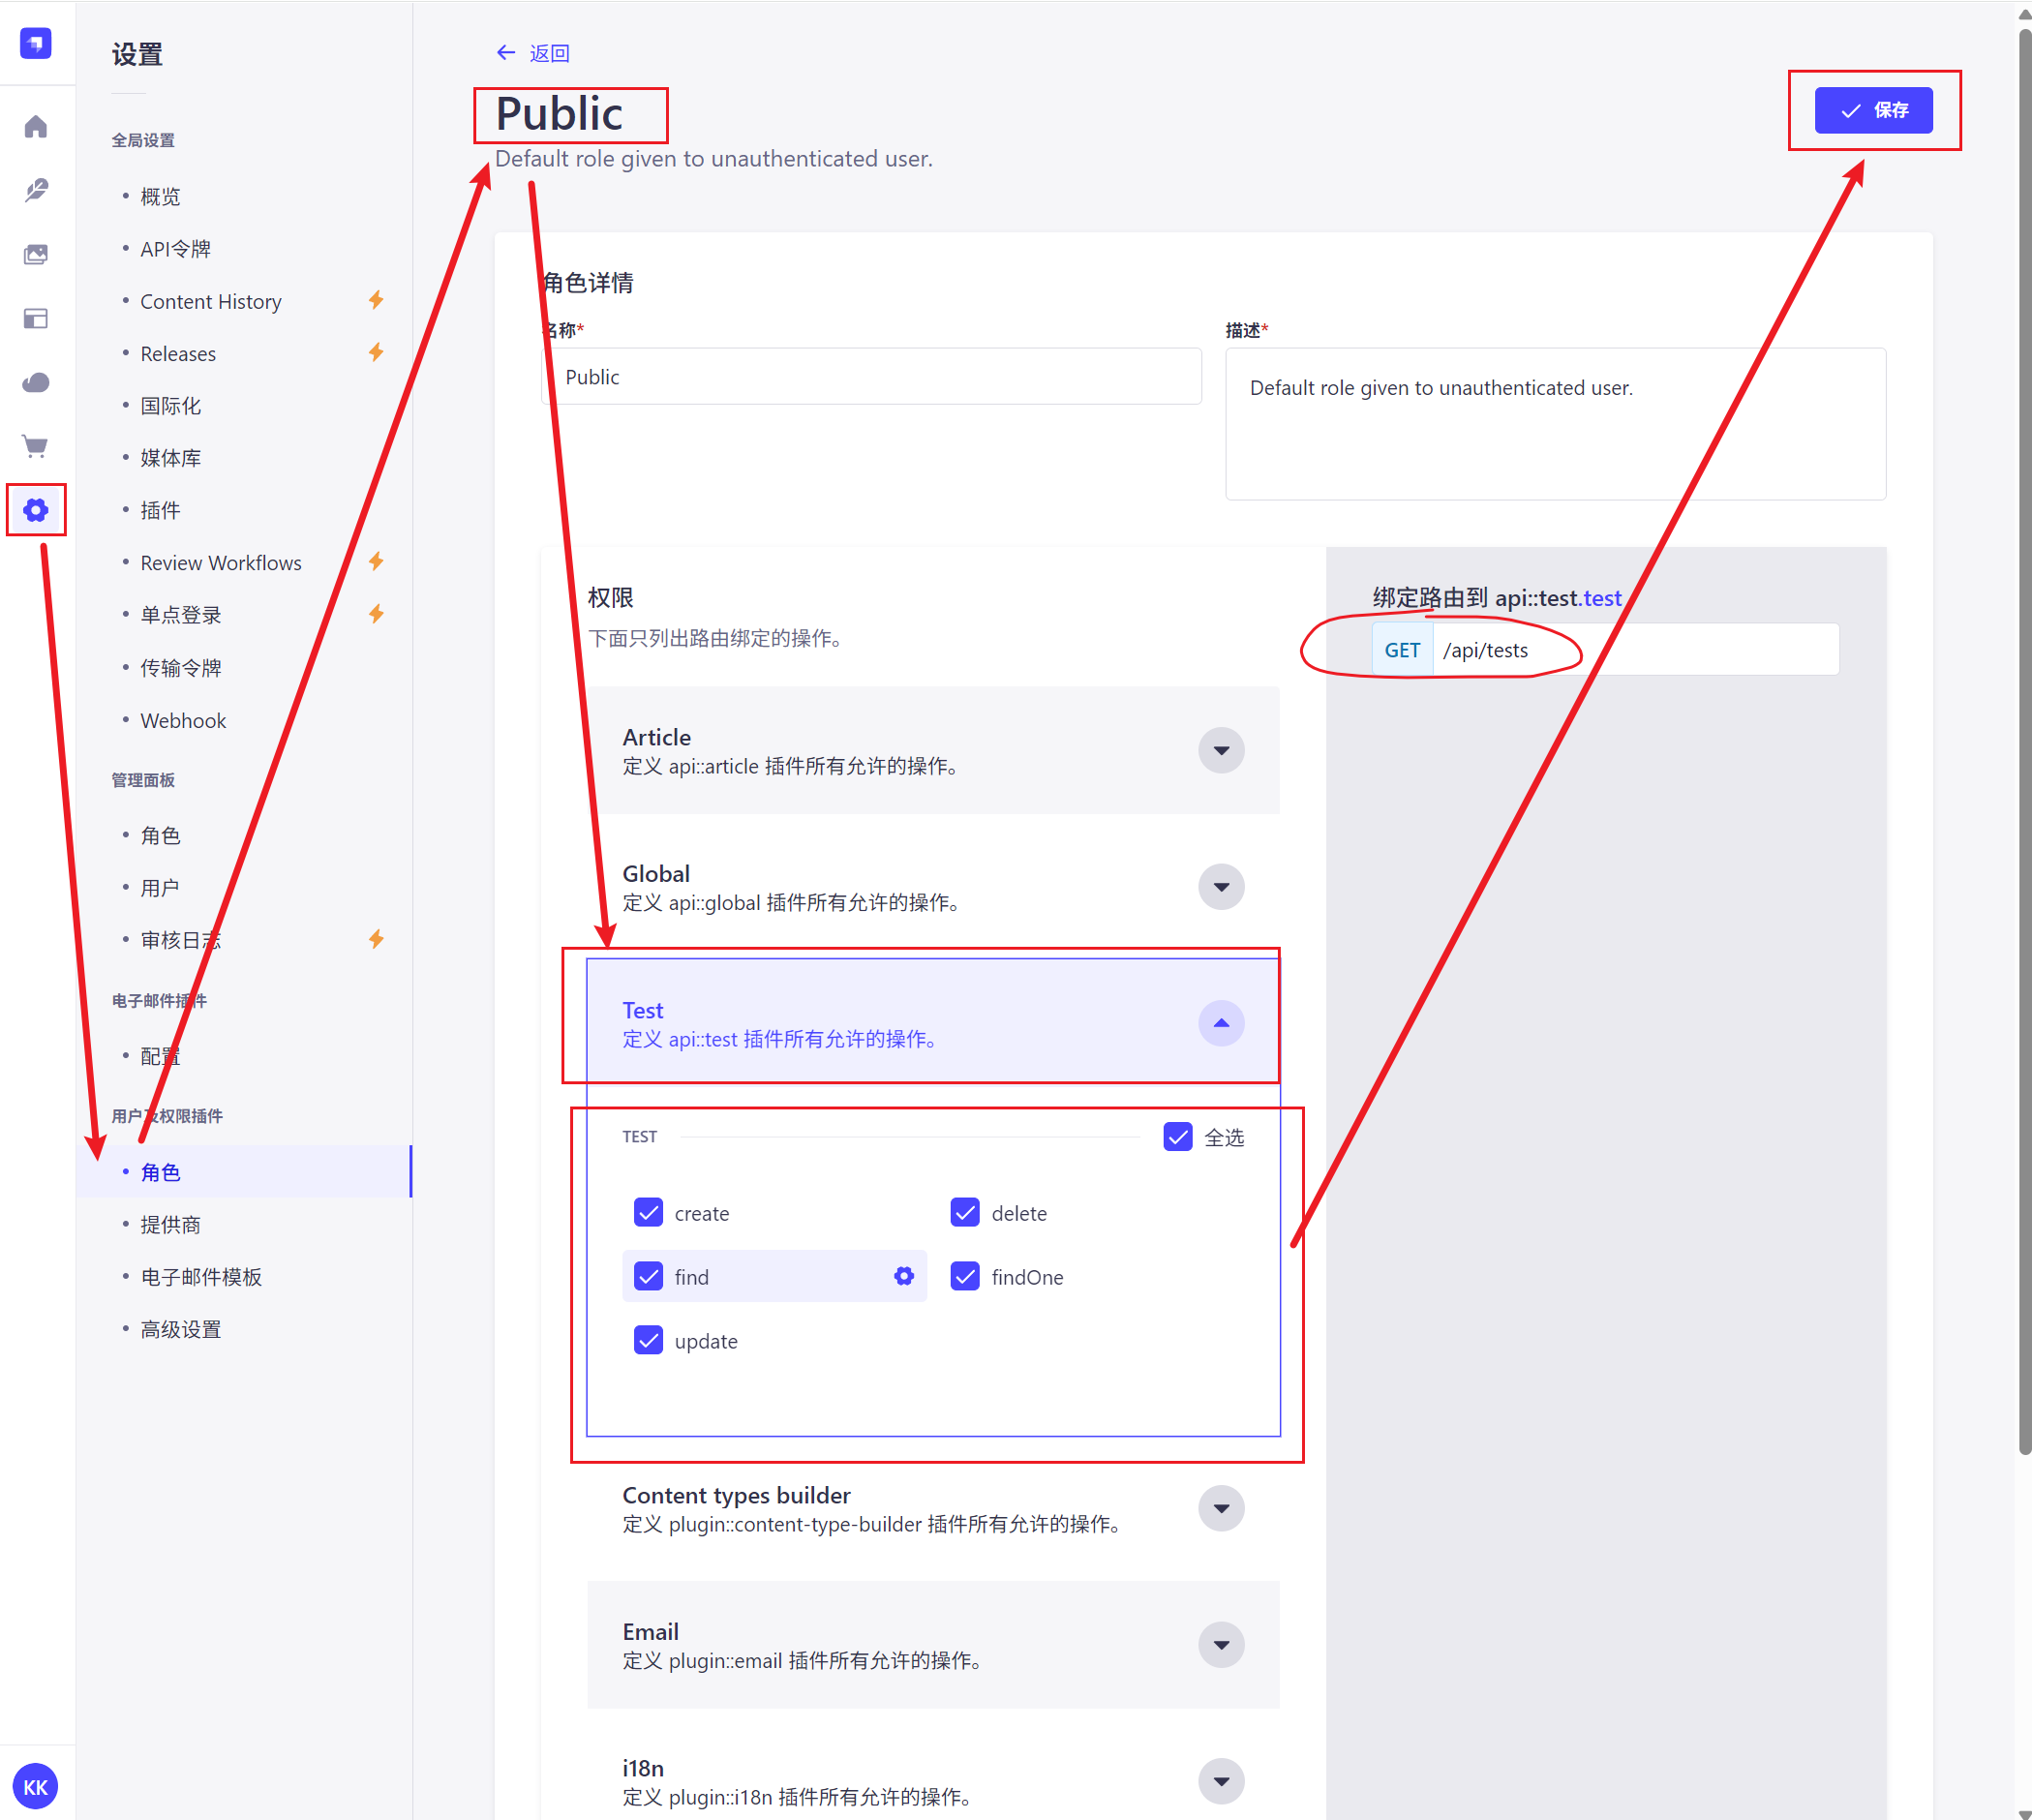 设置
全局设置
概览
API令牌
Content History
Releases
国际化
媒体库
插件
Review Workflows
单点登录
传输令牌
Webhook
管理面板
角色
用户
审核日志
电子邮件插件
配置
用户及权限插件
角色
提供商
电子邮件模板
高级设置
KK
返回
Public
保存
Default role given to unauthenticated user.
角色详情
名称*
Public
描述*
Default role given to unauthenticated user.
权限
下面只列出路由绑定的操作。
Article
定义 api::article 插件所有允许的操作。
Global
定义 api::global 插件所有允许的操作。
Test
定义 api::test 插件所有允许的操作。
TEST
全选
create
delete
find
findOne
update
Content types builder
定义 plugin::content-type-builder 插件所有允许的操作。
Email
定义 plugin::email 插件所有允许的操作。
i18n
定义 plugin::i18n 插件所有允许的操作。
绑定路由到 api::test.test
GET /api/tests